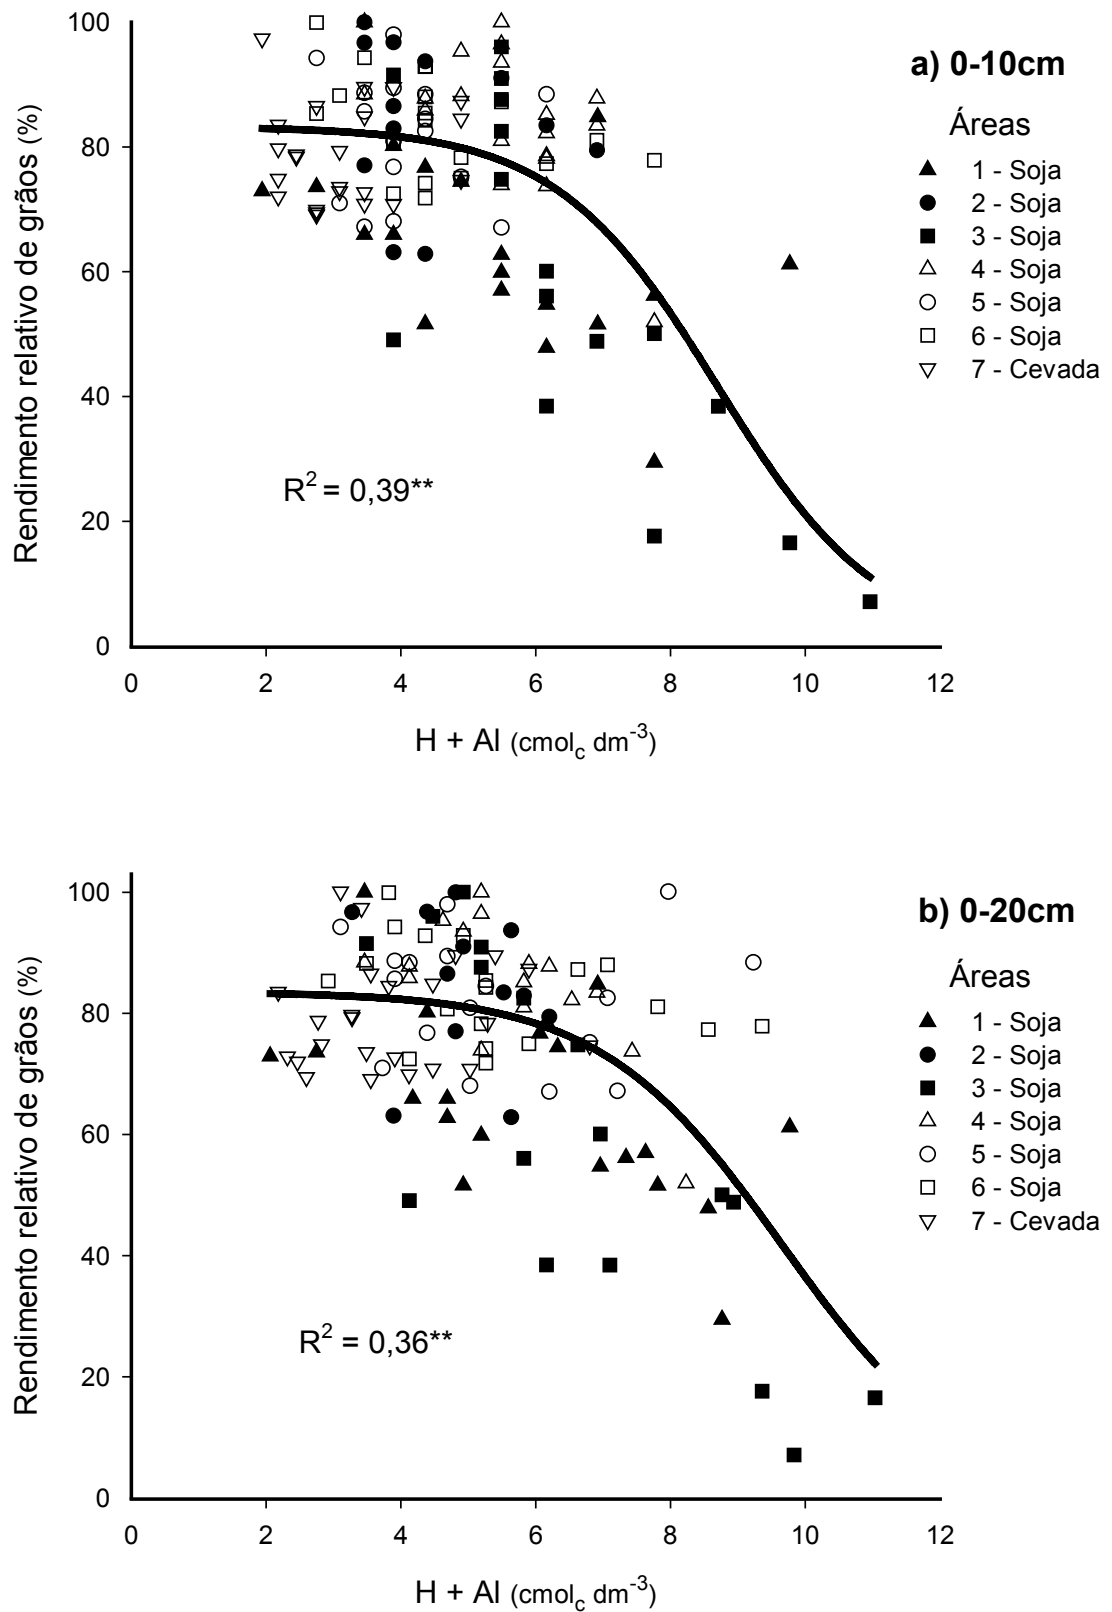 100
80
60
40
20
0
Rendimento relativo de grãos (%)
a) 0-10cm
Áreas
1 - Soja
2 - Soja
3 - Soja
4 - Soja
5 - Soja
6 - Soja
7 - Cevada
R² = 0,39**
0 2 4 6 8 10 12
H + Al (cmol_c dm⁻³)
100
80
60
40
20
0
Rendimento relativo de grãos (%)
b) 0-20cm
Áreas
1 - Soja
2 - Soja
3 - Soja
4 - Soja
5 - Soja
6 - Soja
7 - Cevada
R² = 0,36**
0 2 4 6 8 10 12
H + Al (cmol_c dm⁻³)